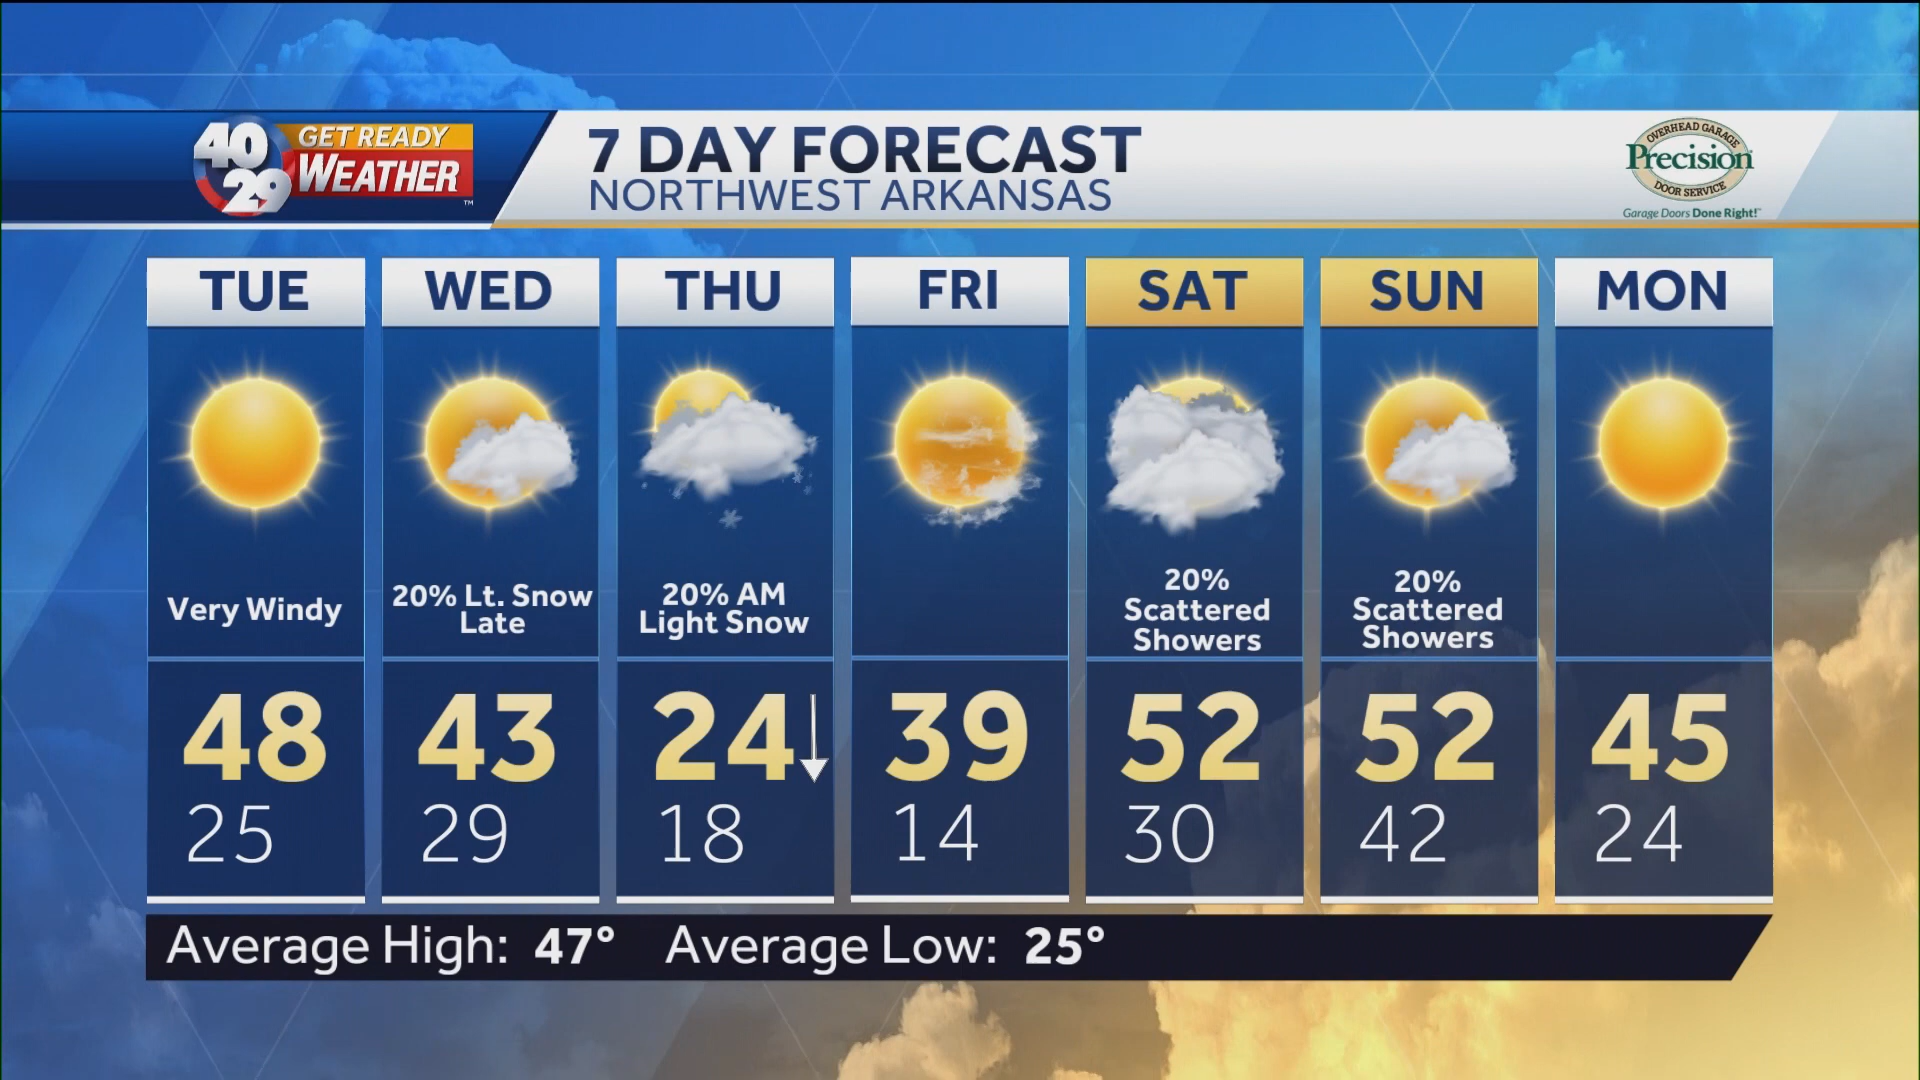 40
29
GET READY
WEATHER™
7 DAY FORECAST
NORTHWEST ARKANSAS
OVERHEAD GARAGE
Precision
DOOR SERVICE
Garage Doors Done Right!
TUE
Very Windy
48
25
WED
20% Lt. Snow
Late
43
29
THU
20% AM
Light Snow
24
18
FRI
39
14
SAT
20%
Scattered
Showers
52
30
SUN
20%
Scattered
Showers
52
42
MON
45
24
Average High: 47° Average Low: 25°